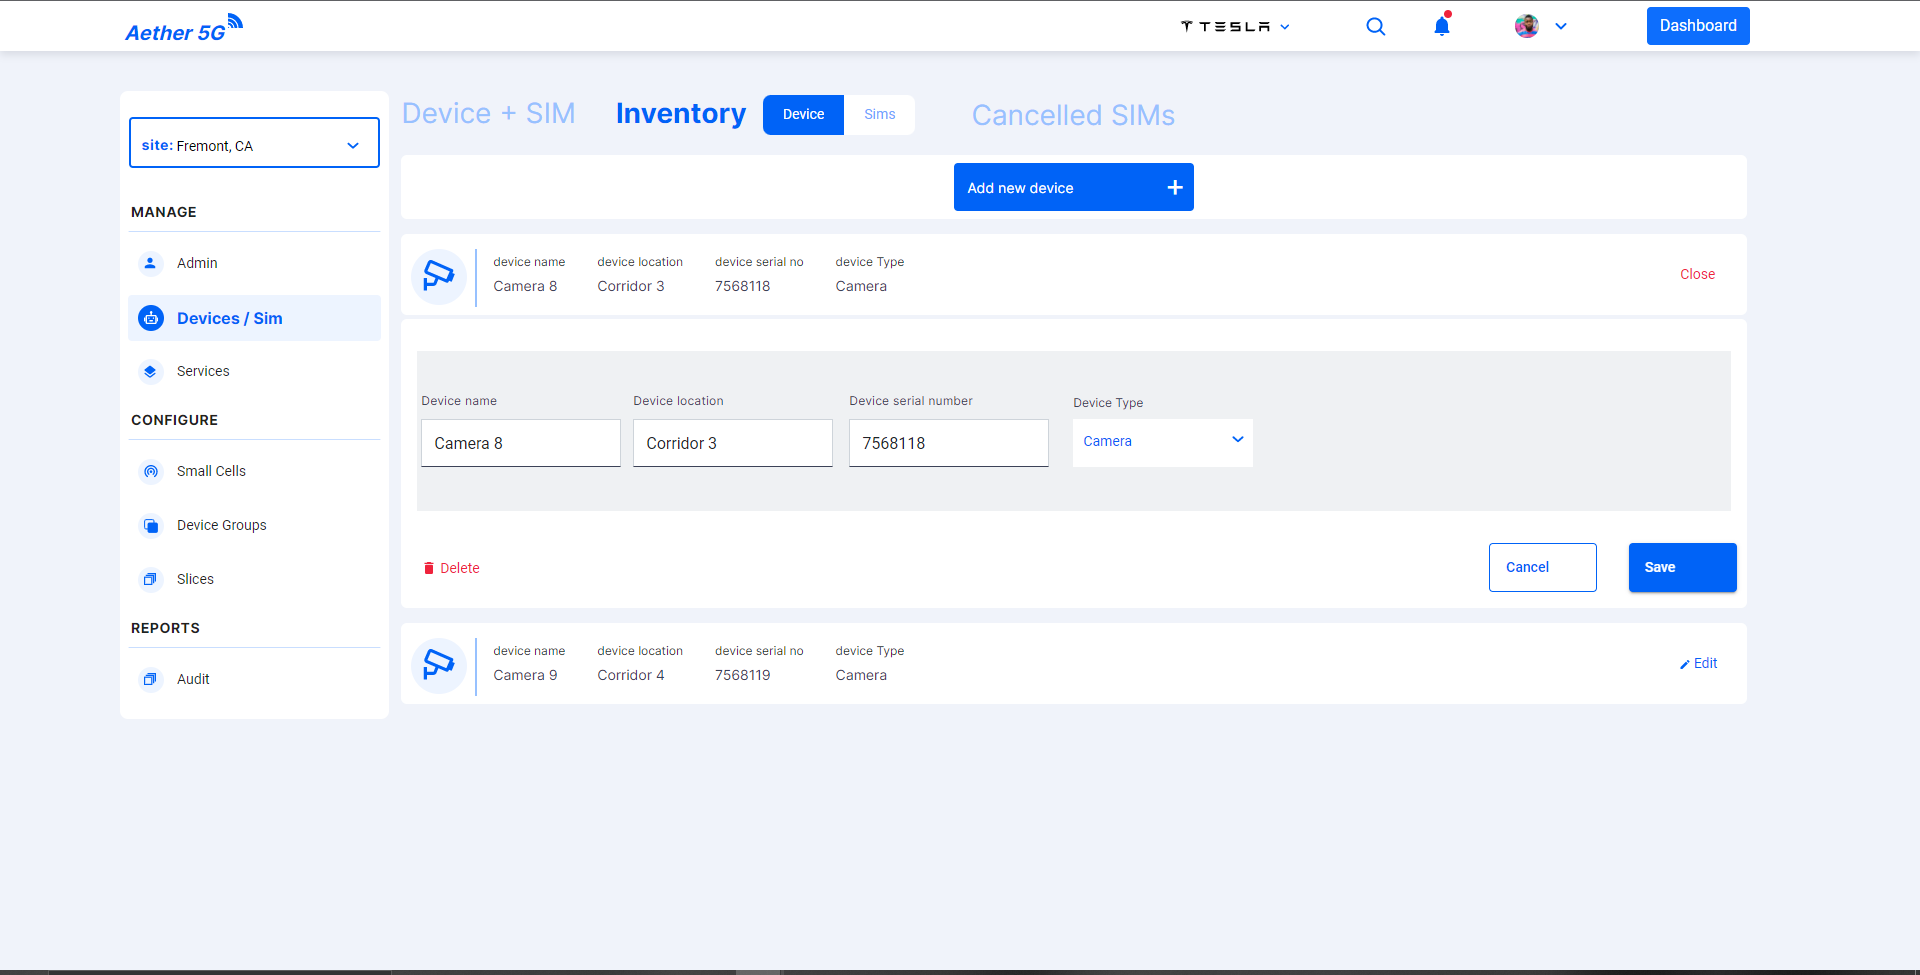 Aether 5G
TESLA
Dashboard
site: Fremont, CA
MANAGE
Admin
Devices / Sim
Services
CONFIGURE
Small Cells
Device Groups
Slices
REPORTS
Audit
Device + SIM
Inventory
Device
Sims
Cancelled SIMs
Add new device
device name device location device serial no device Type
Camera 8 Corridor 3 7568118 Camera
Close
Device name Device location Device serial number Device Type
Camera 8 Corridor 3 7568118 Camera
Delete
Cancel
Save
device name device location device serial no device Type
Camera 9 Corridor 4 7568119 Camera
Edit